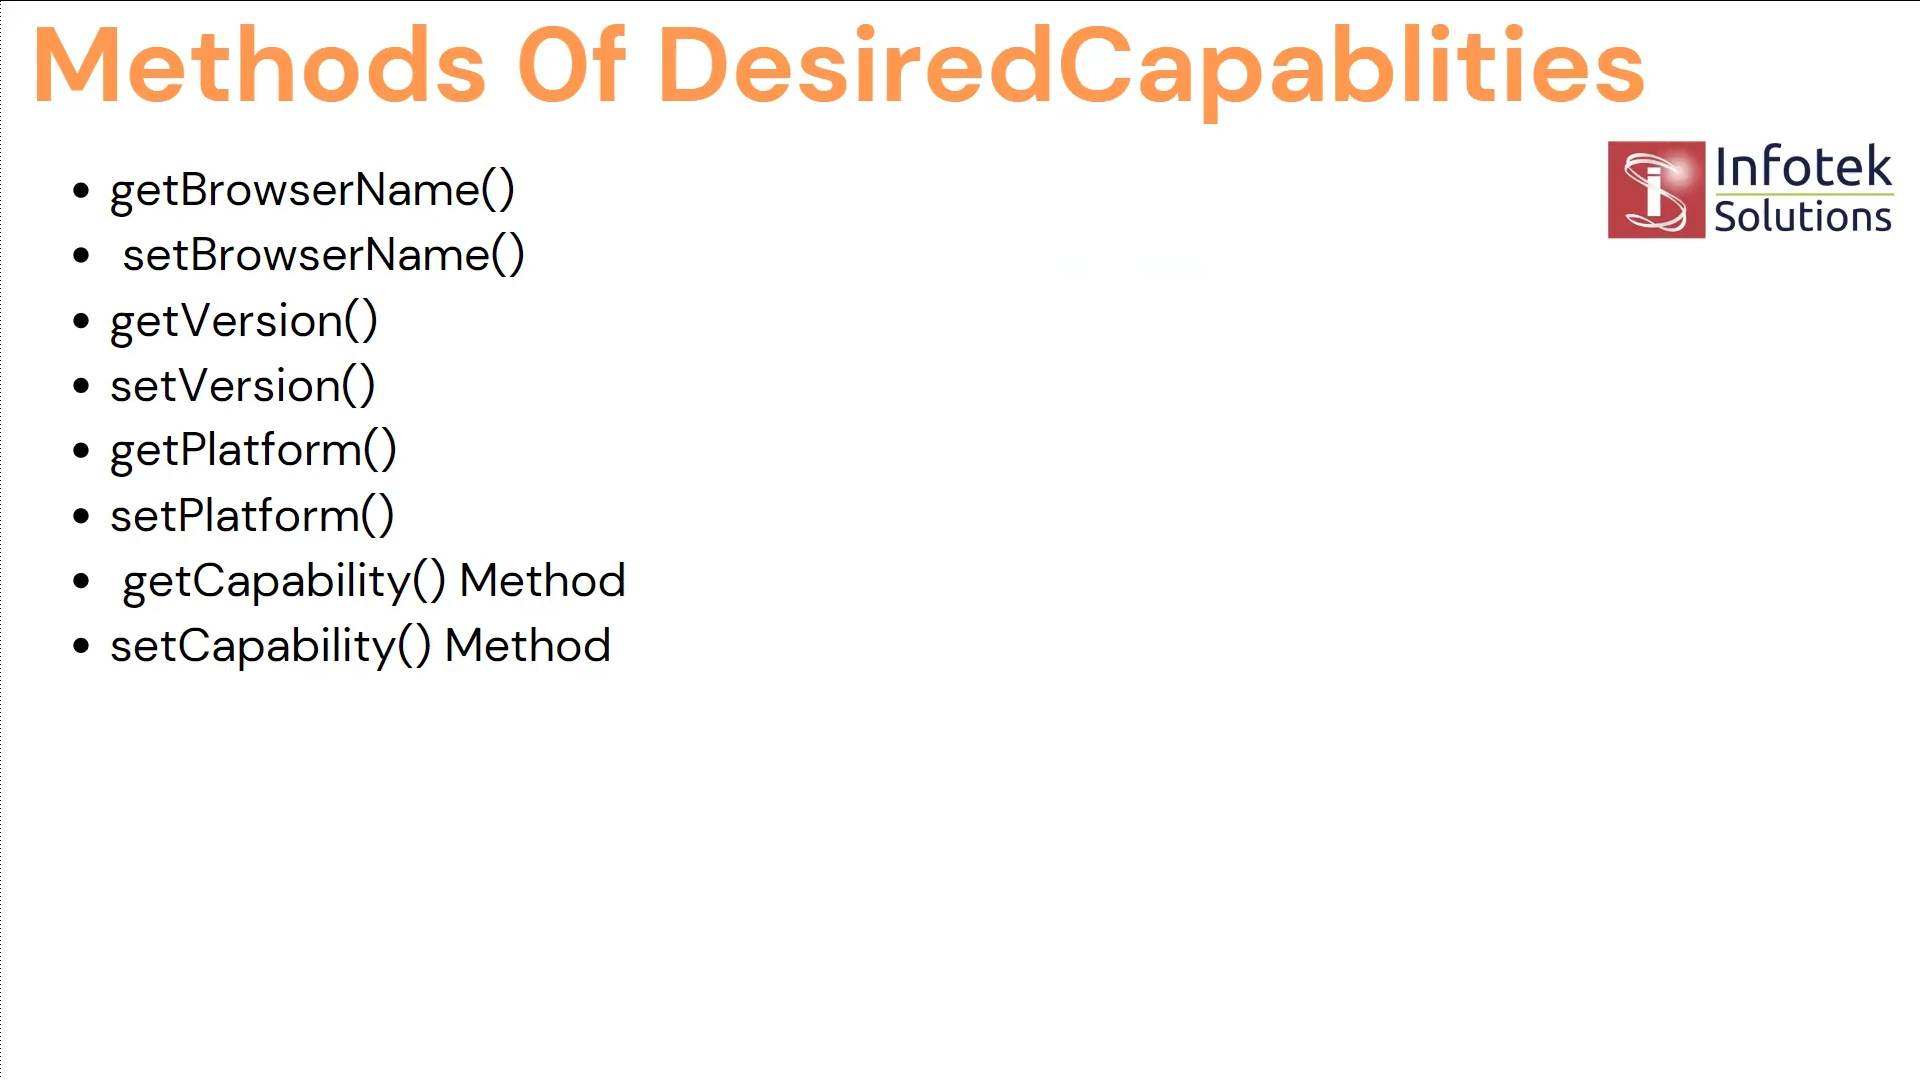 Methods Of DesiredCapablities
Infotek
Solutions
• getBrowserName()
• setBrowserName()
• getVersion()
• setVersion()
• getPlatform()
• setPlatform()
• getCapability() Method
• setCapability() Method